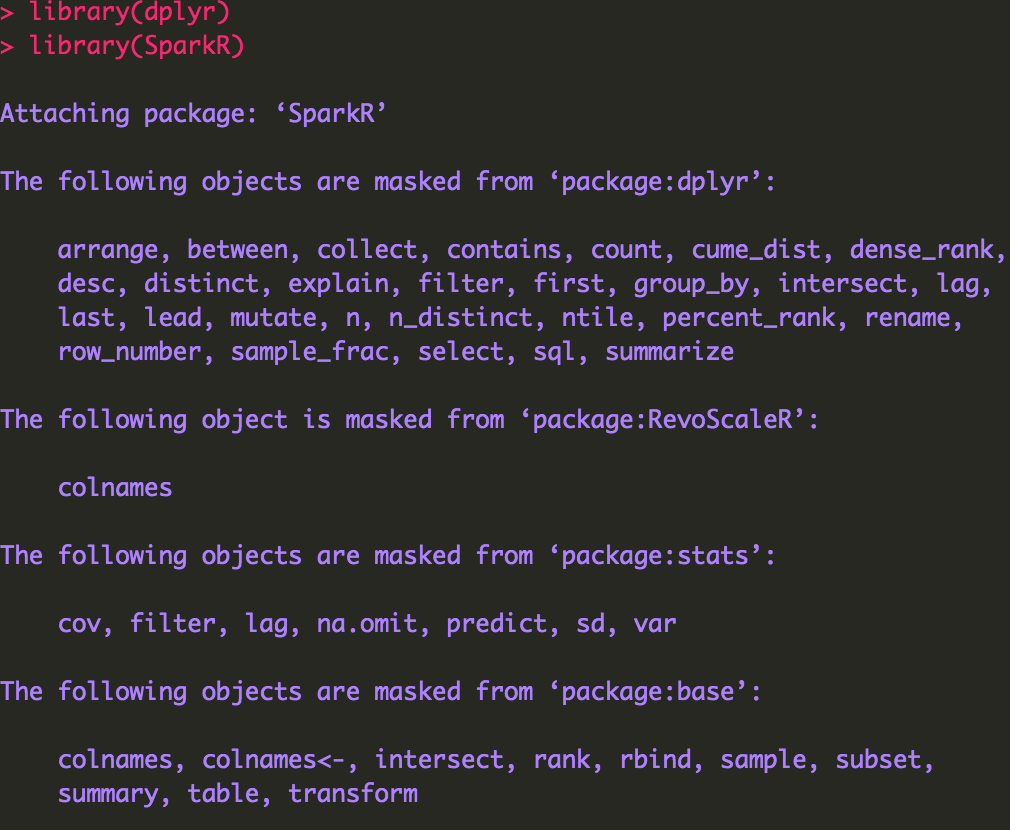 > library(dplyr)
> library(SparkR)
Attaching package: ‘SparkR’
The following objects are masked from ‘package:dplyr’:
arrange, between, collect, contains, count, cume_dist, dense_rank,
desc, distinct, explain, filter, first, group_by, intersect, lag,
last, lead, mutate, n, n_distinct, ntile, percent_rank, rename,
row_number, sample_frac, select, sql, summarize
The following object is masked from ‘package:RevoScaleR’:
colnames
The following objects are masked from ‘package:stats’:
cov, filter, lag, na.omit, predict, sd, var
The following objects are masked from ‘package:base’:
colnames, colnames<-, intersect, rank, rbind, sample, subset,
summary, table, transform